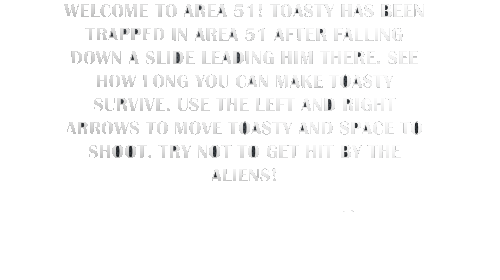 WELCOME TO AREA 51! TOASTY HAS BEEN
TRAPPED IN AREA 51 AFTER FALLING
DOWN A SLIDE LEADING HIM THERE. SEE
HOW LONG YOU CAN MAKE TOASTY
SURVIVE. USE THE LEFT AND RIGHT
ARROWS TO MOVE TOASTY AND SPACE TO
SHOOT. TRY NOT TO GET HIT BY THE
ALIENS!